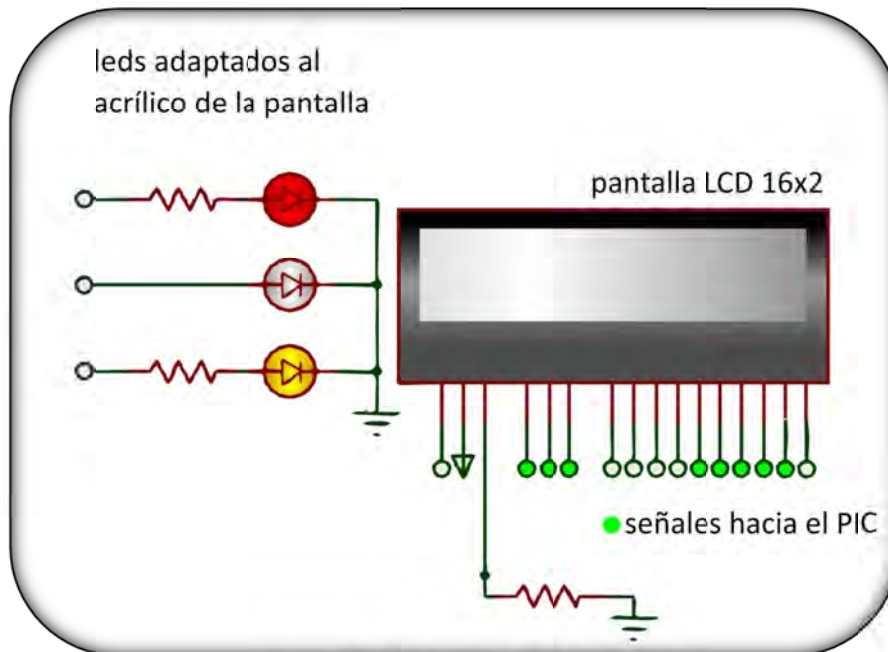 leds adaptados al
acrílico de la pantalla
pantalla LCD 16x2
señales hacia el PIC